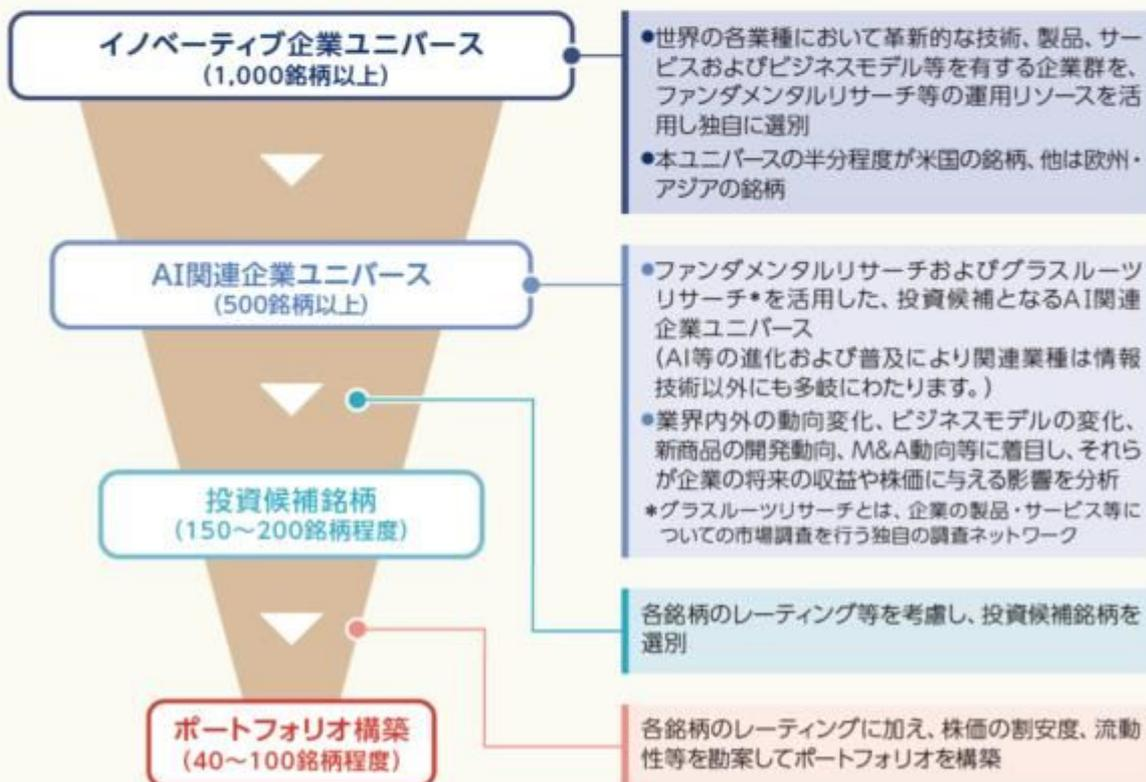 イノベーティブ企業ユニバース
(1,000銘柄以上)
●世界の各業種において革新的な技術、製品、サー
ビスおよびビジネスモデル等を有する企業群を、
ファンダメンタルリサーチ等の運用リソースを活
用し独自に選別
●本ユニバースの半分程度が米国の銘柄、他は欧州・
アジアの銘柄
AI関連企業ユニバース
(500銘柄以上)
●ファンダメンタルリサーチおよびグラスルーツ
リサーチ*を活用した、投資候補となるAI関連
企業ユニバース
(AI等の進化および普及により関連業種は情報
技術以外にも多岐にわたります。)
●業界内外の動向変化、ビジネスモデルの変化、
新商品の開発動向、M&A動向等に着目し、それら
が企業の将来の収益や株価に与える影響を分析
*グラスルーツリサーチとは、企業の製品・サービス等に
ついての市場調査を行う独自の調査ネットワーク
投資候補銘柄
(150～200銘柄程度)
各銘柄のレーティング等を考慮し、投資候補銘柄を
選別
ポートフォリオ構築
(40～100銘柄程度)
各銘柄のレーティングに加え、株価の割安度、流動
性等を勘案してポートフォリオを構築